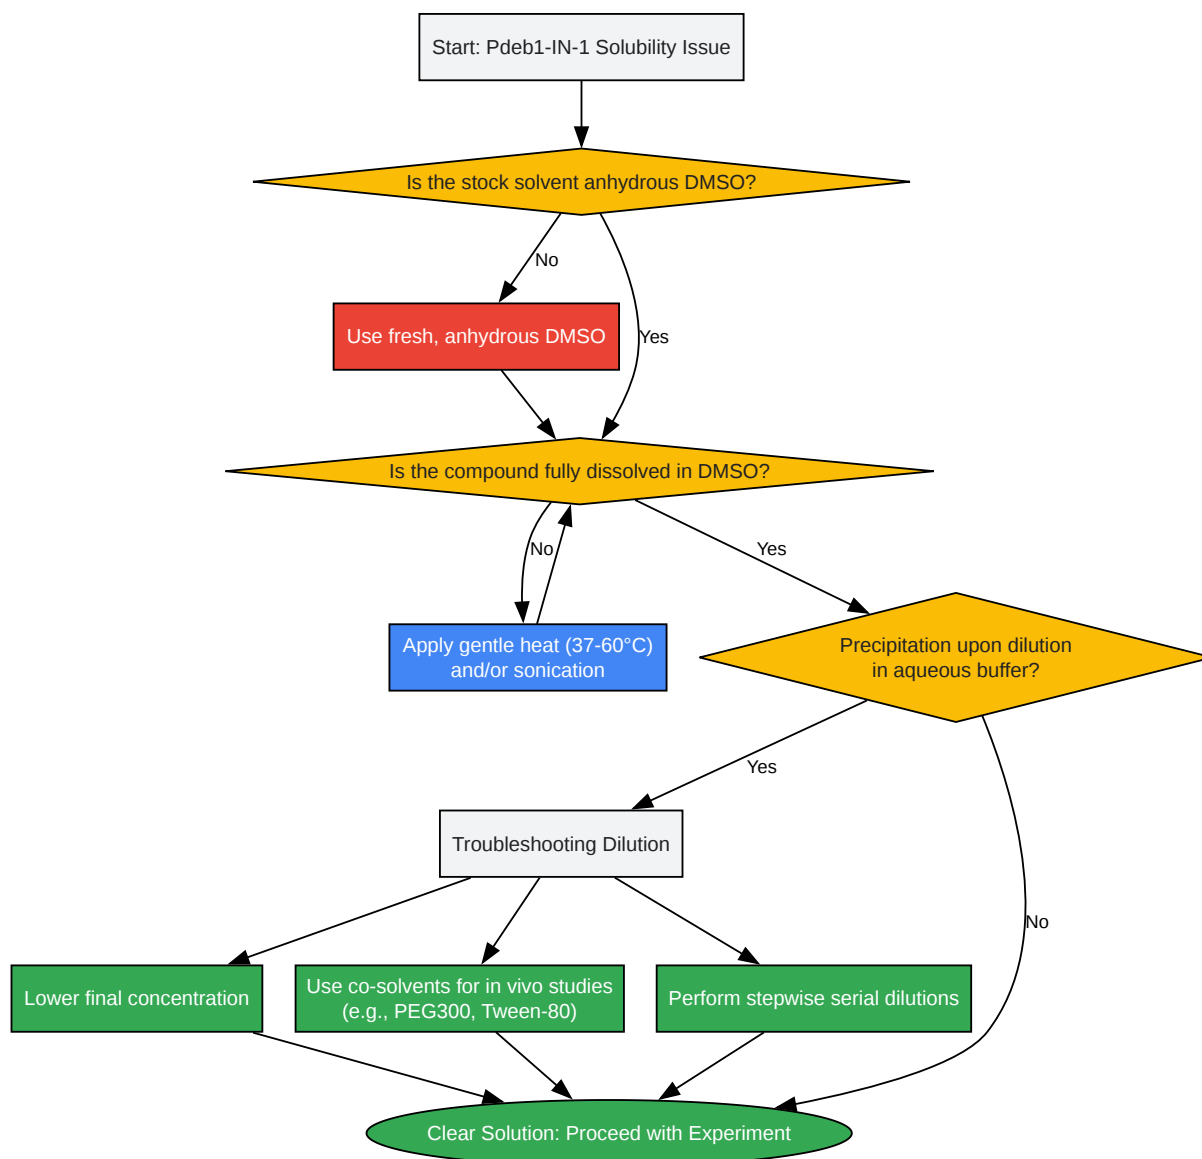 Start: Pdeb1-IN-1 Solubility Issue
Is the stock solvent anhydrous DMSO?
No
Use fresh, anhydrous DMSO
Yes
Is the compound fully dissolved in DMSO?
No
Yes
Apply gentle heat (37-60°C)
and/or sonication
Precipitation upon dilution
in aqueous buffer?
Yes
Troubleshooting Dilution
No
Lower final concentration
Use co-solvents for in vivo studies
(e.g., PEG300, Tween-80)
Perform stepwise serial dilutions
Clear Solution: Proceed with Experiment